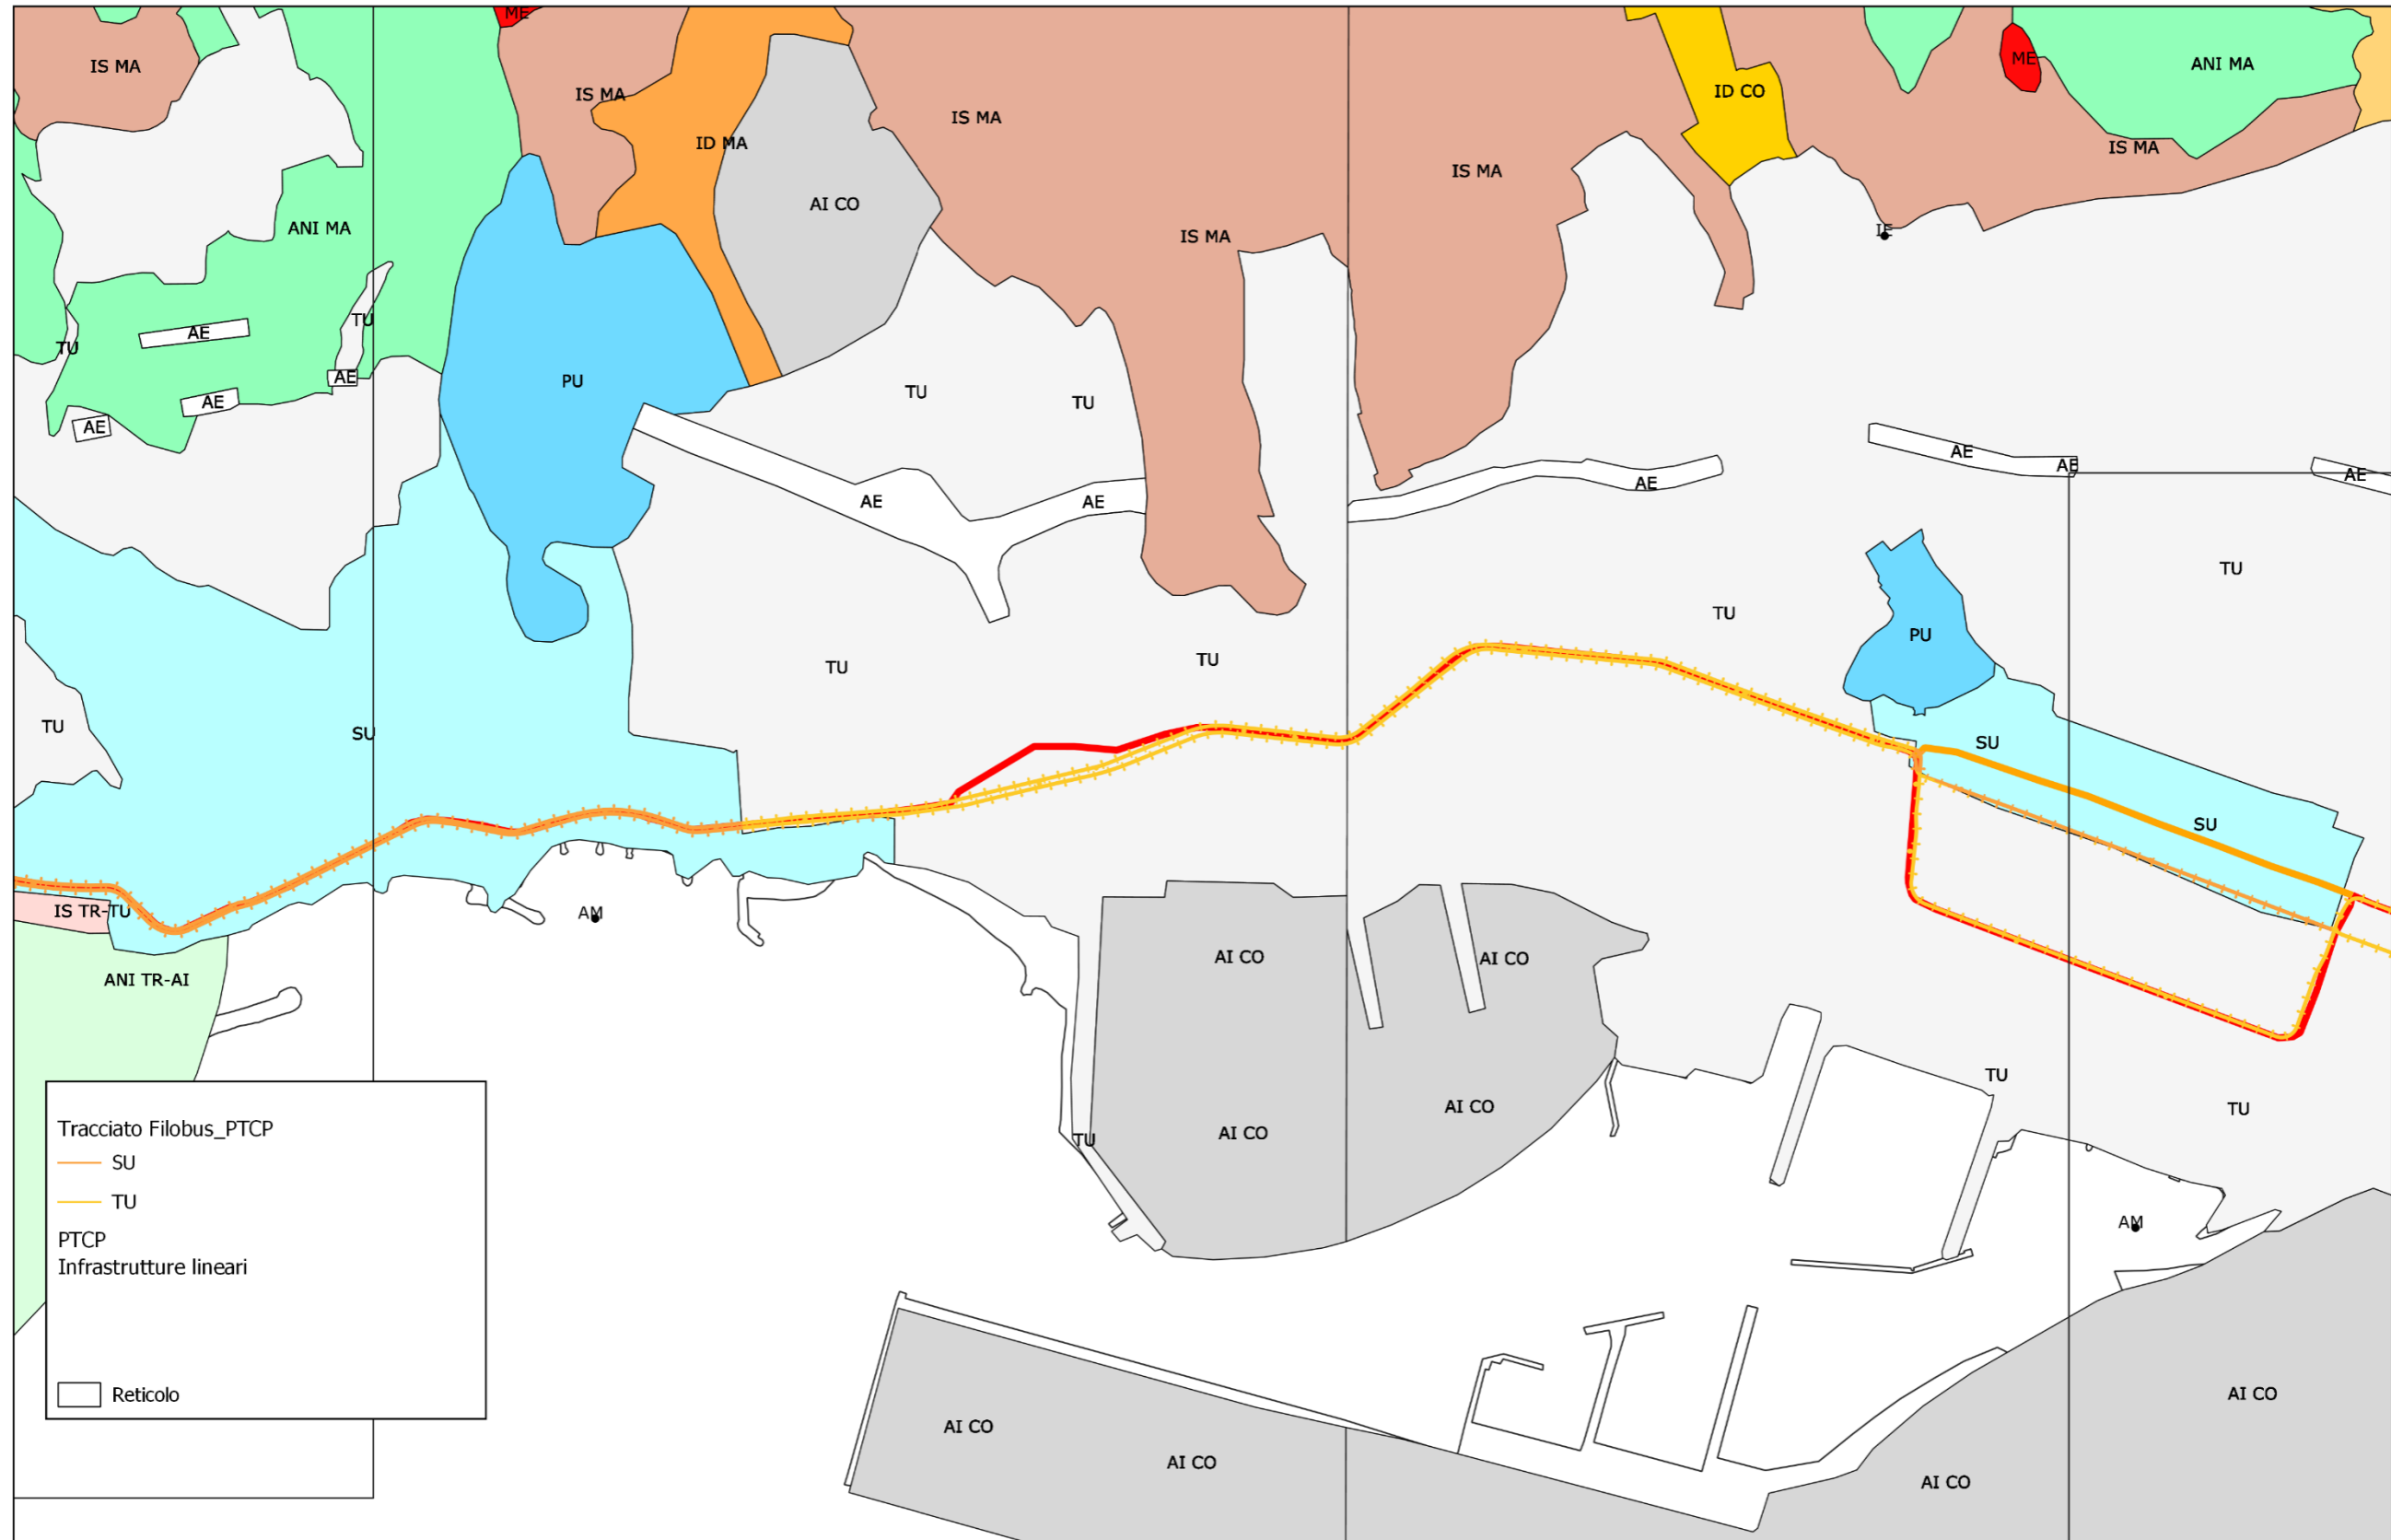 ME
IS MA
ANI MA
ME
ID CO
IS MA
IS MA
ID MA
IS MA
IS MA
AI CO
ANI MA
IS MA
IE
TU
TU
AE
AE
PU
TU
TU
AE
AE
AE
AE
AE
AE
AE
AE
TU
TU
PU
TU
TU
TU
SU
SU
SU
IS TR-TU
AM
AI CO
AI CO
ANI TR-AI
TU
AI CO
TU
AI CO
TU
AM
Tracciato Filobus_PTCP
SU
TU
PTCP
Infrastrutture lineari
Reticolo
AI CO
AI CO
AI CO
AI CO